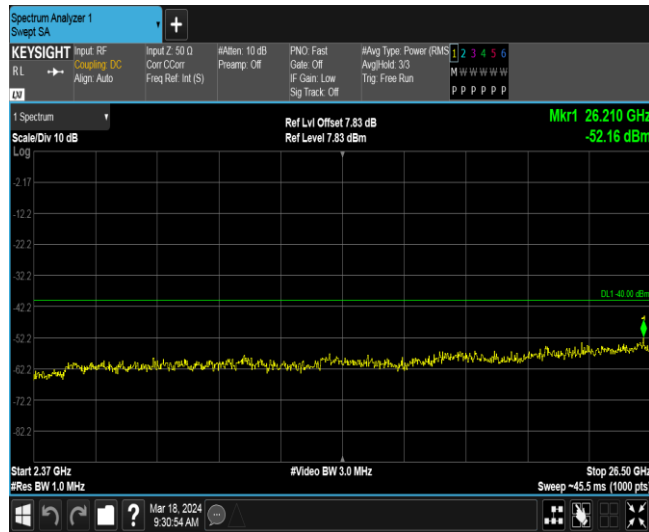 Spectrum Analyzer 1
Swept SA
+
KEYSIGHT
RL
LXI
Input: RF
Coupling: DC
Align: Auto
Input Z: 50 Ω
Corr CCorr
Freq Ref: Int (S)
#Atten: 10 dB
Preamp: Off
PNO: Fast
Gate: Off
IF Gain: Low
Sig Track: Off
#Avg Type: Power (RMS
Avg|Hold: 3/3
Trig: Free Run
1 2 3 4 5 6
M W W W W W
P P P P P P
1 Spectrum
Scale/Div 10 dB
Log
Ref Lvl Offset 7.83 dB
Ref Level 7.83 dBm
Mkr1 26.210 GHz
-52.16 dBm
-2.17
-12.2
-22.2
-32.2
DL1 -40.00 dBm
-42.2
1
-52.2
-62.2
-72.2
-82.2
Start 2.37 GHz
#Res BW 1.0 MHz
#Video BW 3.0 MHz
Stop 26.50 GHz
Sweep ~45.5 ms (1000 pts)
?
Mar 18, 2024
9:30:54 AM